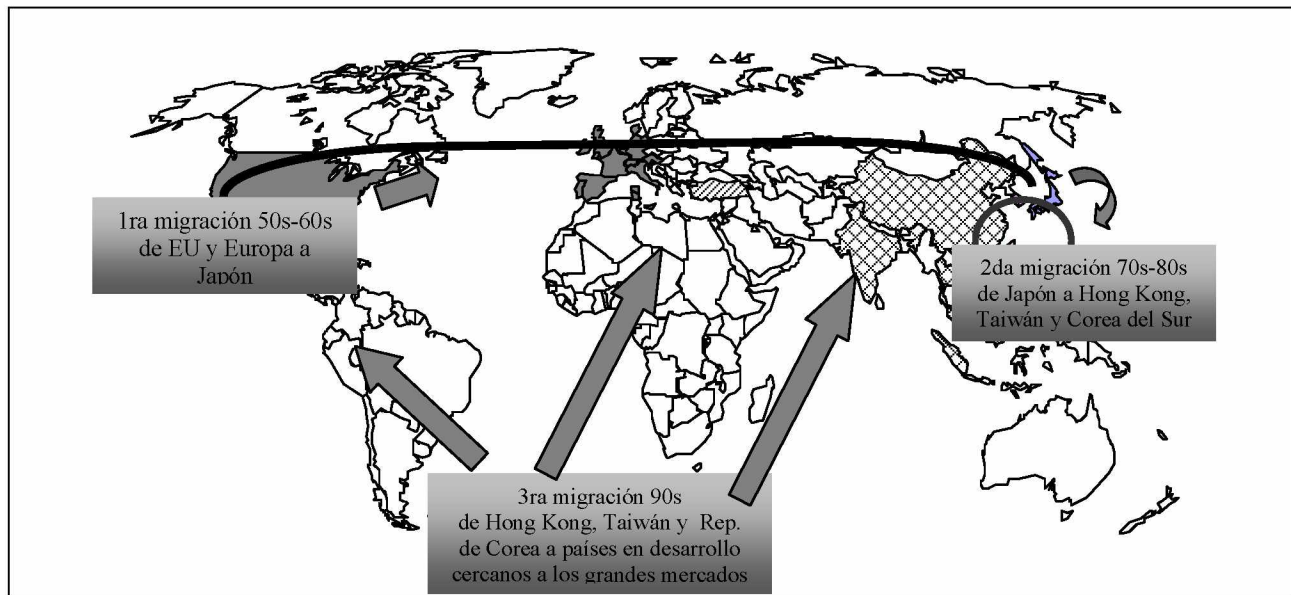 1ra migración 50s-60s
de EU y Europa a
Japón
2da migración 70s-80s
de Japón a Hong Kong,
Taiwán y Corea del Sur
3ra migración 90s
de Hong Kong, Taiwán y Rep.
de Corea a países en desarrollo
cercanos a los grandes mercados